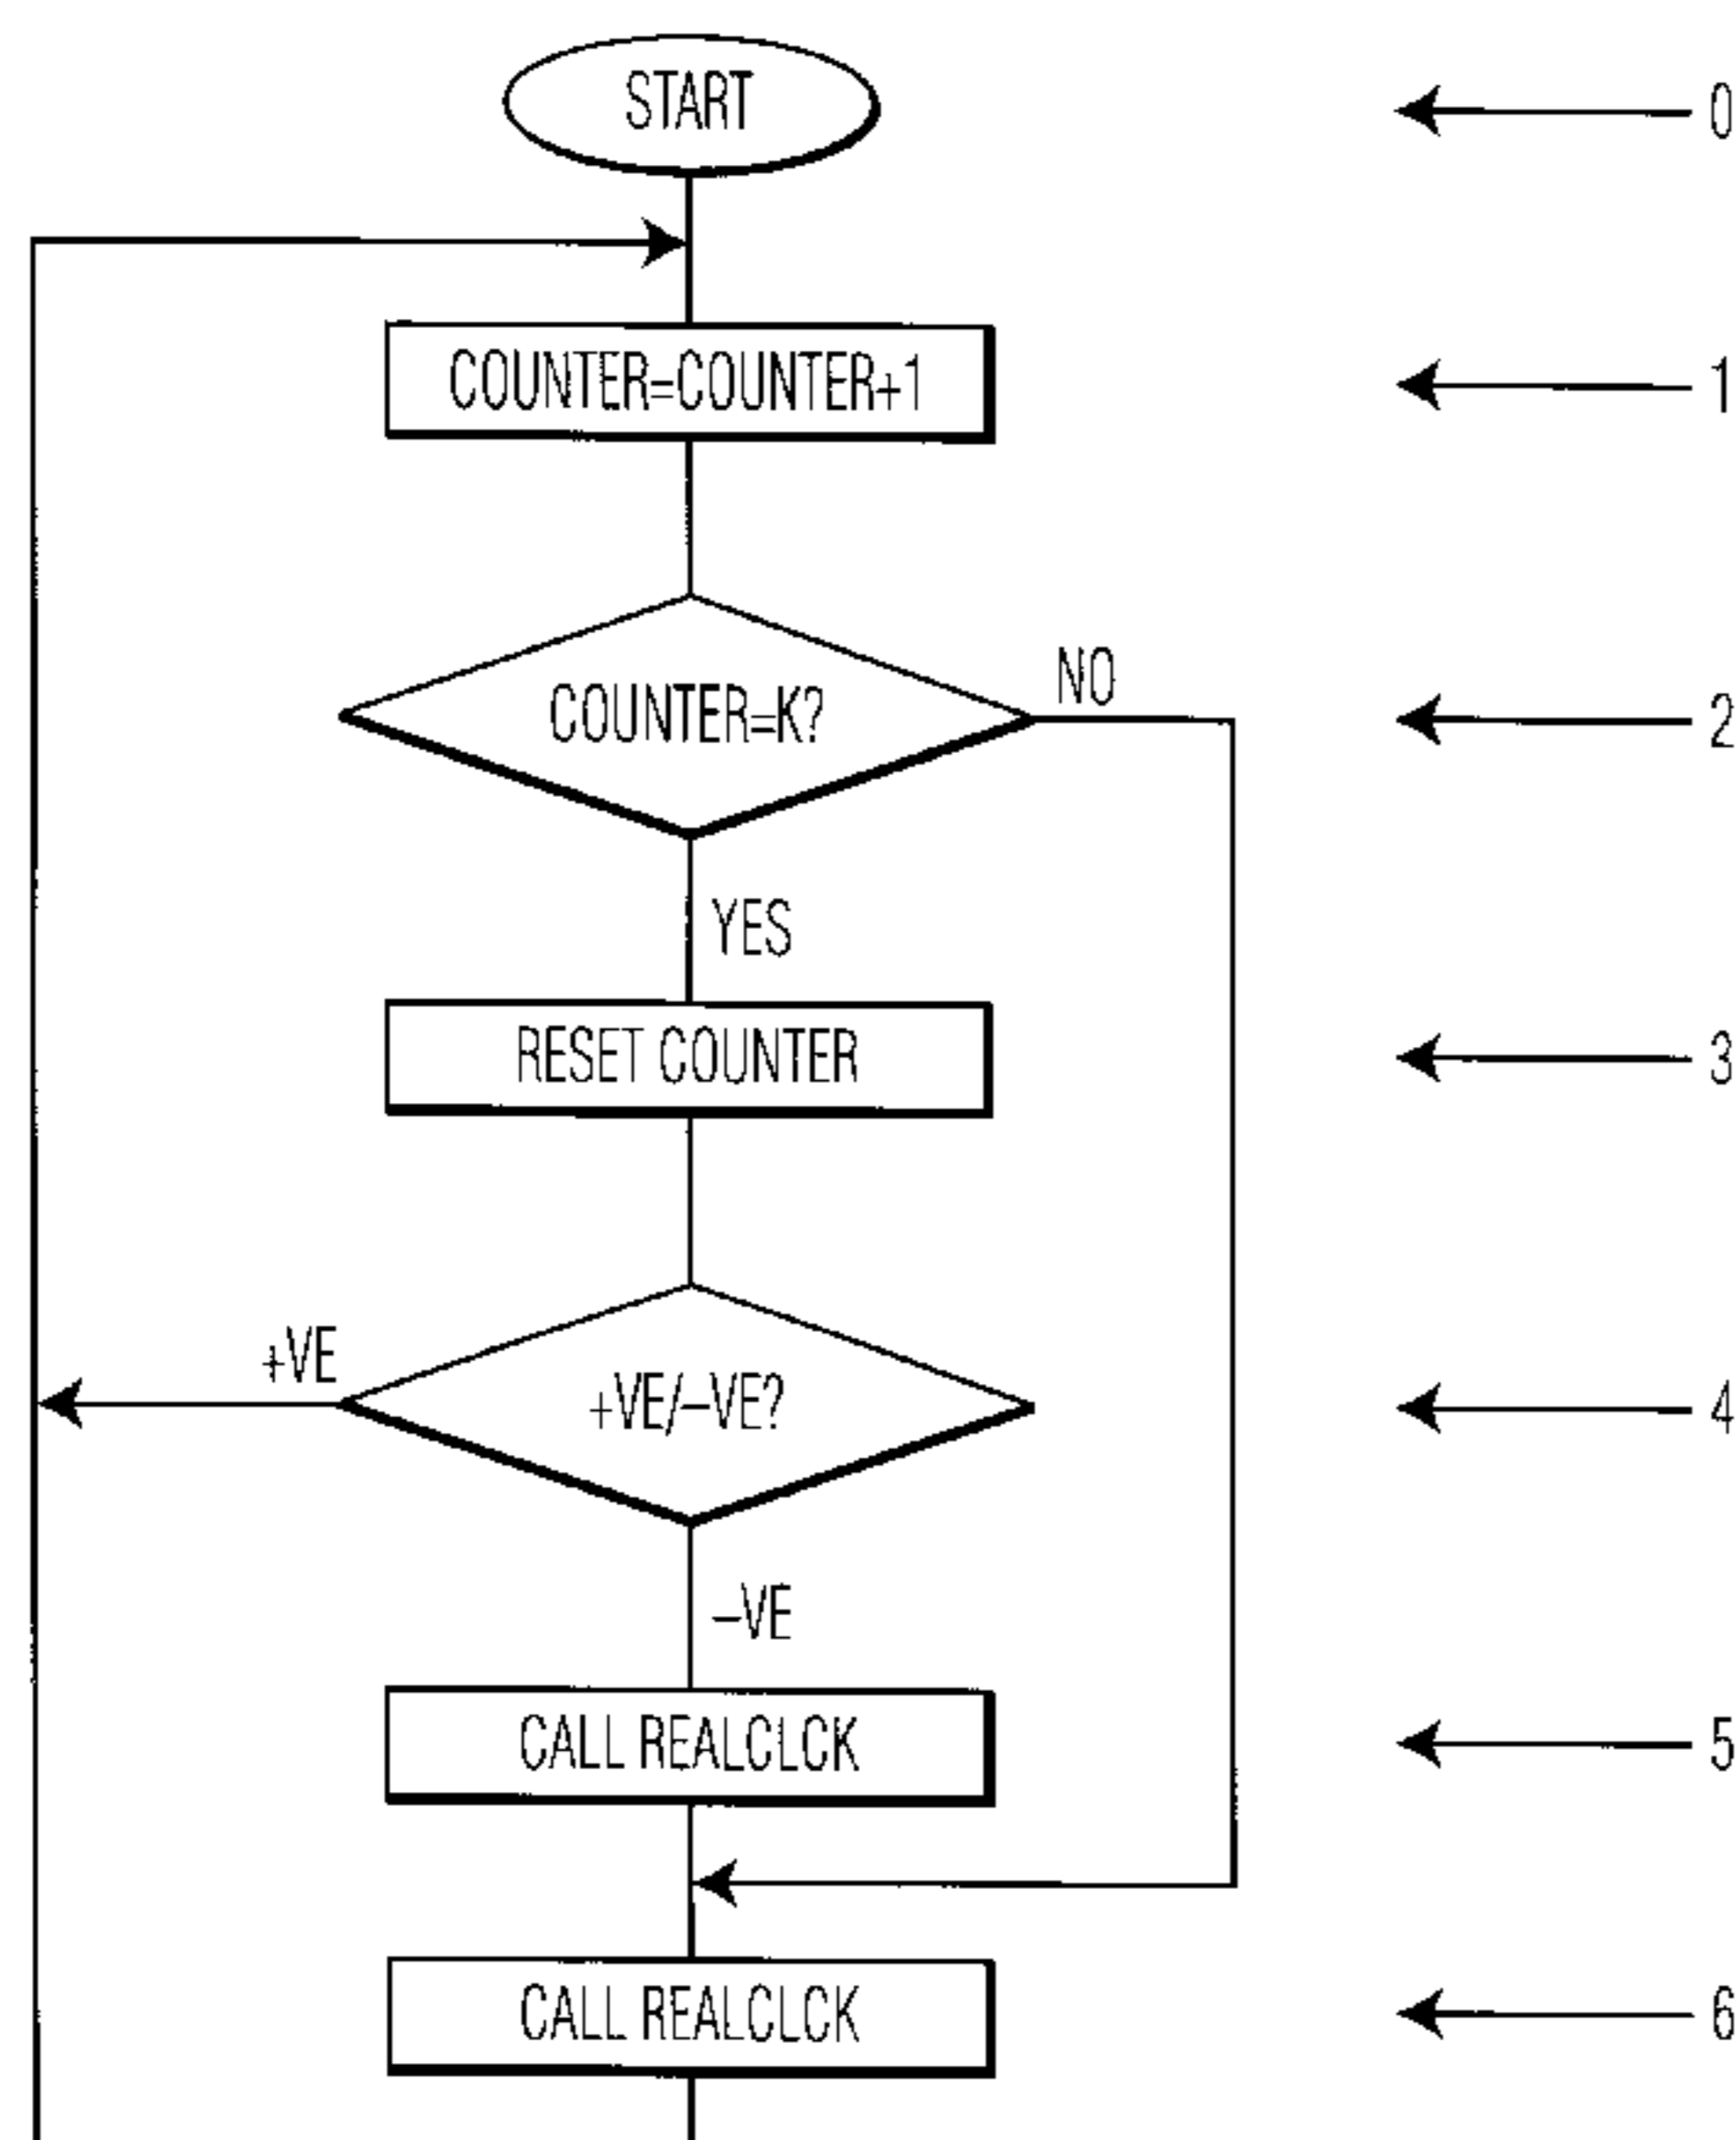 START
0
COUNTER=COUNTER+1
1
NO
COUNTER=K?
2
YES
RESET COUNTER
3
+VE
+VE/–VE?
4
–VE
CALL REALCLCK
5
CALL REALCLCK
6